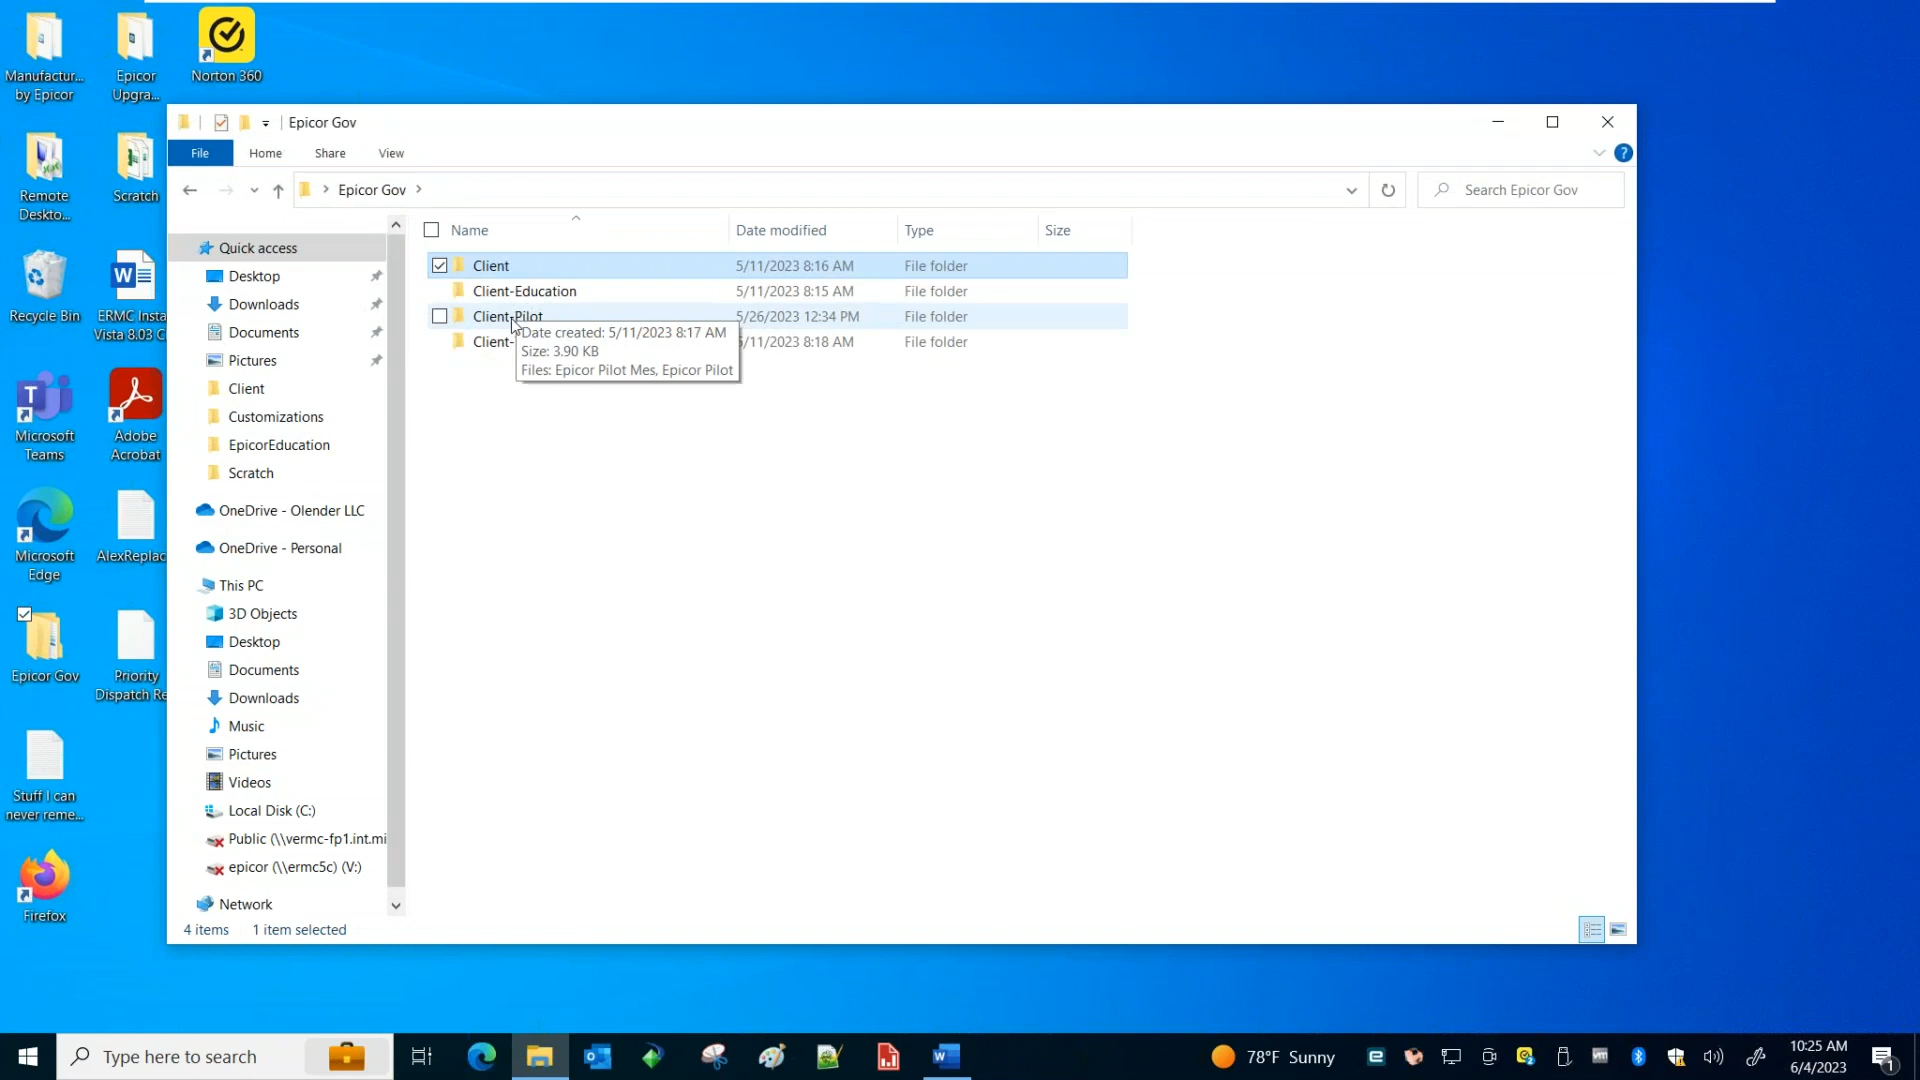 Manufactur...
by Epicor
Epicor
Upgra...
Norton 360
Remote
Deskto...
Scratch
Recycle Bin
ERMC Insta
Vista 8.03 C
Microsoft
Teams
Adobe
Acrobat
Microsoft
Edge
AlexReplac
Epicor Gov
Priority
Dispatch Re
Stuff I can
never reme...
Firefox
Epicor Gov
File
Home
Share
View
Epicor Gov
Search Epicor Gov
Name
Date modified
Type
Size
Client
5/11/2023 8:16 AM
File folder
Client-Education
5/11/2023 8:15 AM
File folder
Client-Pilot
5/26/2023 12:34 PM
File folder
Client-
5/11/2023 8:18 AM
File folder
Date created: 5/11/2023 8:17 AM
Size: 3.90 KB
Files: Epicor Pilot Mes, Epicor Pilot
Quick access
Desktop
Downloads
Documents
Pictures
Client
Customizations
EpicorEducation
Scratch
OneDrive - Olender LLC
OneDrive - Personal
This PC
3D Objects
Desktop
Documents
Downloads
Music
Pictures
Videos
Local Disk (C:)
Public (\\vermc-fp1.int.mi
epicor (\\ermc5c) (V:)
Network
4 items
1 item selected
Type here to search
78°F Sunny
10:25 AM
6/4/2023
1